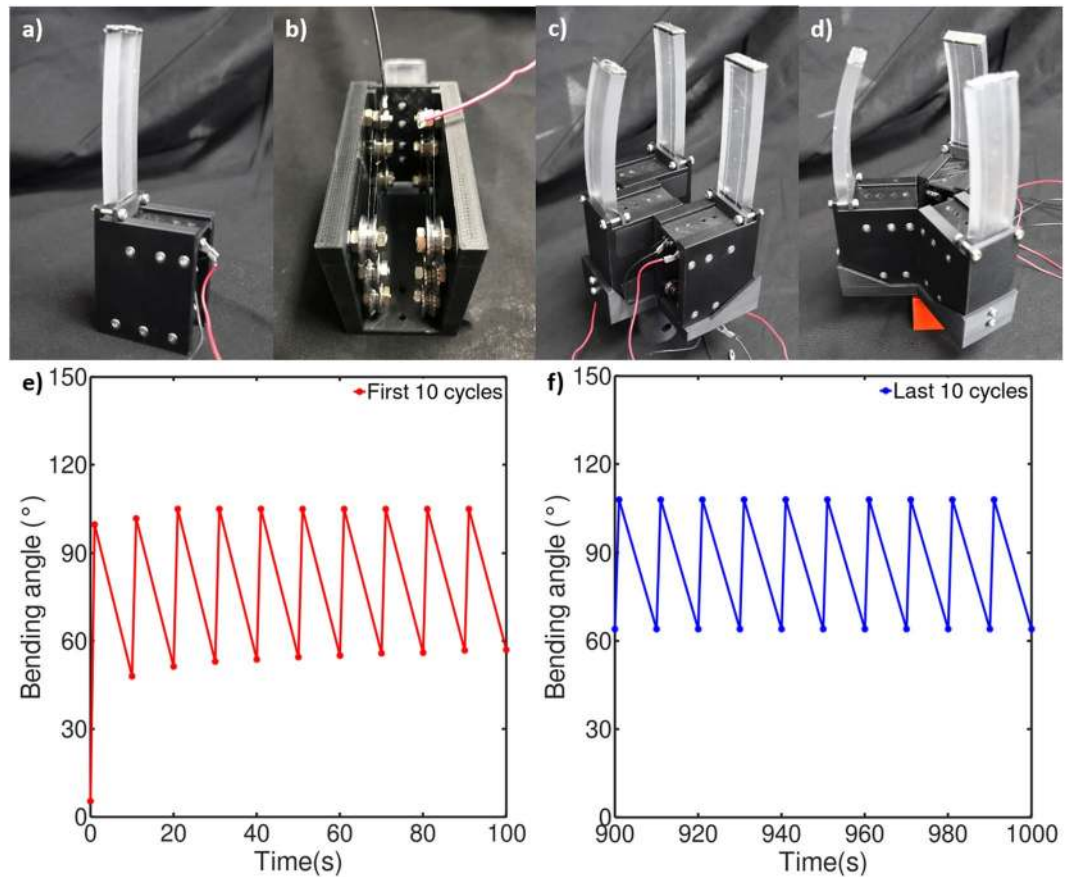 a)
b)
c)
d)
e)
First 10 cycles
150
120
90
60
30
0
Bending angle (°)
0 20 40 60 80 100
Time(s)
f)
Last 10 cycles
150
120
90
60
30
0
Bending angle (°)
900 920 940 960 980 1000
Time(s)